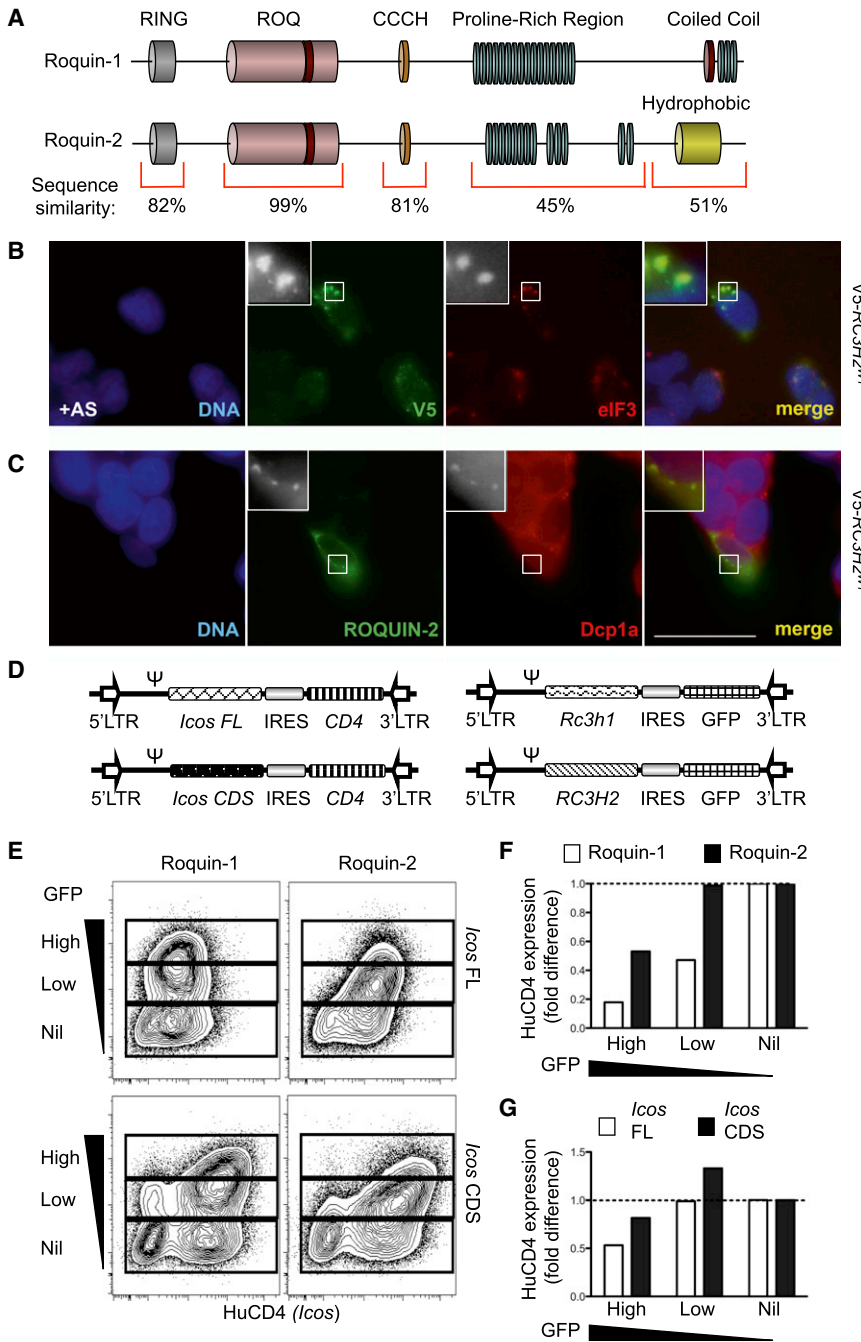 A
RING ROQ CCCH Proline-Rich Region Coiled Coil
Roquin-1
Hydrophobic
Roquin-2
Sequence similarity: 82% 99% 81% 45% 51%
B
+AS DNA V5 eIF3 merge
C
DNA ROQUIN-2 Dcp1a merge
D
Ψ Ψ
5'LTR Icos FL IRES CD4 3'LTR 5'LTR Rc3h1 IRES GFP 3'LTR
Ψ Ψ
5'LTR Icos CDS IRES CD4 3'LTR 5'LTR RC3H2 IRES GFP 3'LTR
E
Roquin-1 Roquin-2
GFP
High
Low
Nil
Icos FL
High
Low
Nil
Icos CDS
HuCD4 (Icos)
F
Roquin-1 Roquin-2
HuCD4 expression
(fold difference)
1.0
0.8
0.6
0.4
0.2
0.0
High Low Nil
GFP
G
Icos FL Icos CDS
HuCD4 expression
(fold difference)
1.5
1.0
0.5
0
High Low Nil
GFP